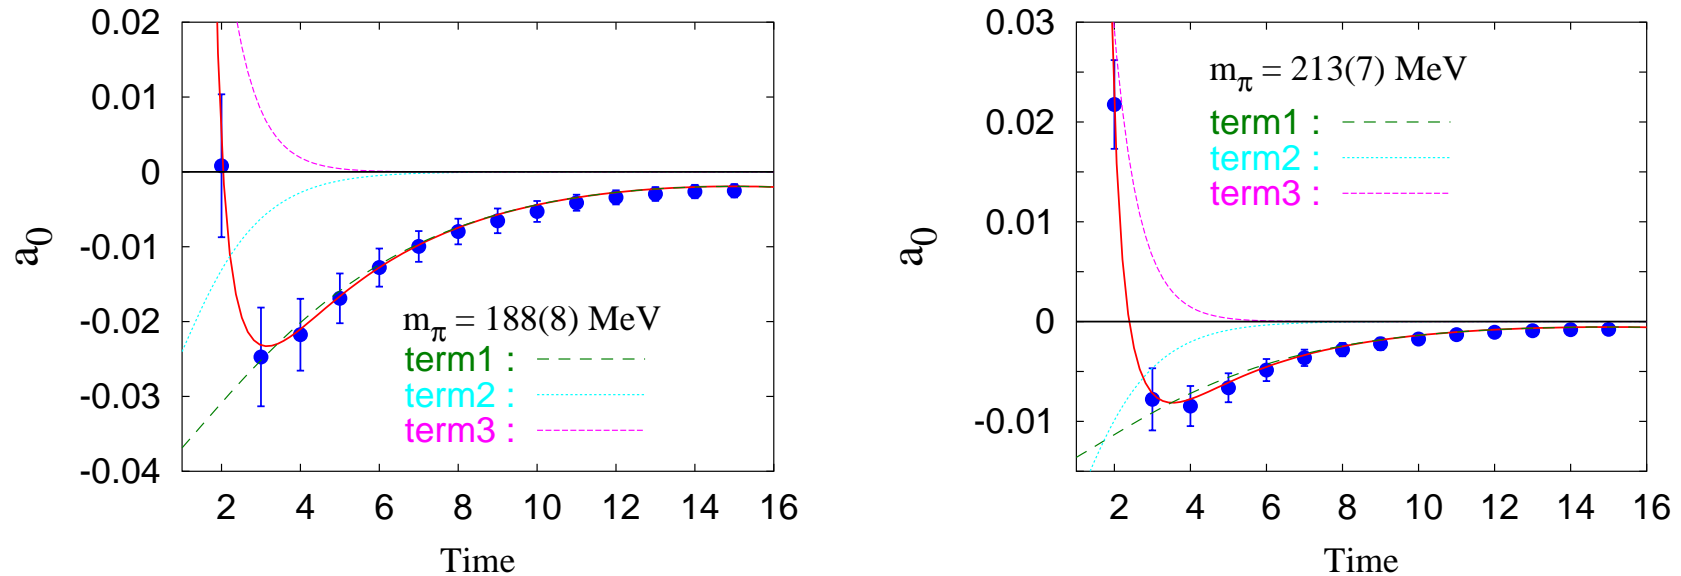 0.02
0.01
0
-0.01
-0.02
-0.03
-0.04
a0
mπ = 188(8) MeV
term1 :
term2 :
term3 :
2 4 6 8 10 12 14 16
Time
0.03
0.02
0.01
0
-0.01
a0
mπ = 213(7) MeV
term1 :
term2 :
term3 :
2 4 6 8 10 12 14 16
Time